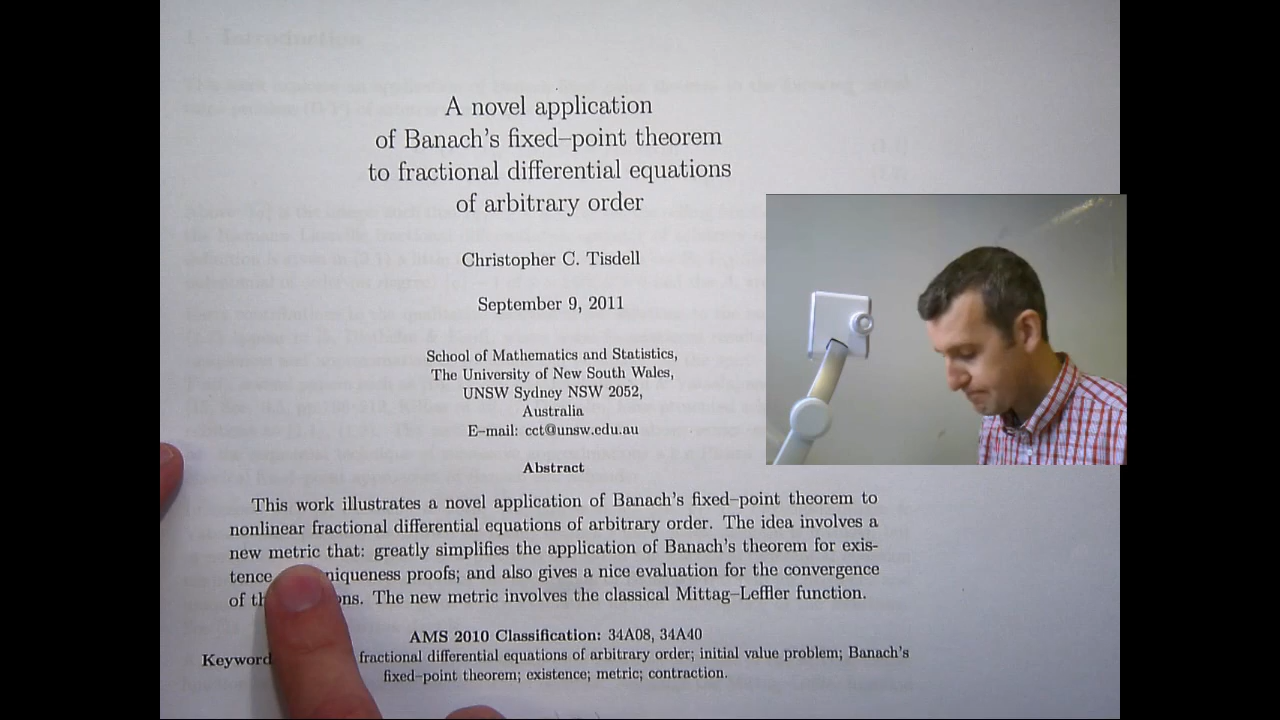 A novel application
of Banach's fixed–point theorem
to fractional differential equations
of arbitrary order
Christopher C. Tisdell
September 9, 2011
School of Mathematics and Statistics,
The University of New South Wales,
UNSW Sydney NSW 2052,
Australia
E-mail: cct@unsw.edu.au
Abstract
This work illustrates a novel application of Banach's fixed–point theorem to
nonlinear fractional differential equations of arbitrary order. The idea involves a
new metric that: greatly simplifies the application of Banach's theorem for exis-
tence niqueness proofs; and also gives a nice evaluation for the convergence
of th ons. The new metric involves the classical Mittag–Leffler function.
AMS 2010 Classification: 34A08, 34A40
Keyword fractional differential equations of arbitrary order; initial value problem; Banach's
fixed–point theorem; existence; metric; contraction.